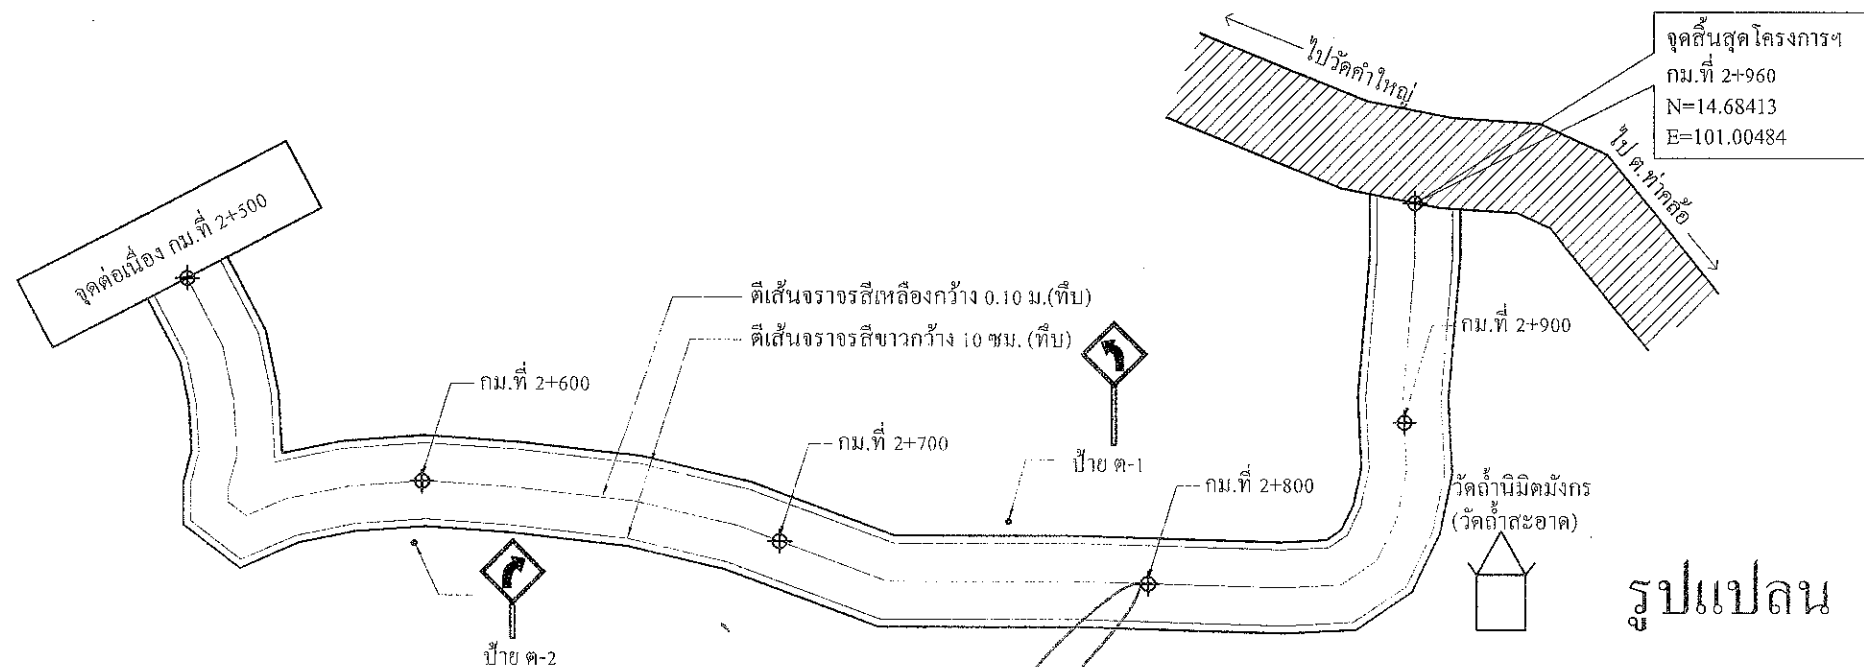 จุดสิ้นสุดโครงการฯ
กม.ที่ 2+960
N=14.68413
E=101.00484
ไปวัดคำใหญ่
ไป ต.ท่าคล้อ
จุดต่อเนื่อง กม.ที่ 2+500
ตีเส้นจราจรสีเหลืองกว้าง 0.10 ม.(ทึบ)
ตีเส้นจราจรสีขาวกว้าง 10 ซม. (ทึบ)
กม.ที่ 2+900
กม.ที่ 2+600
กม.ที่ 2+700
ป้าย ต-1
กม.ที่ 2+800
วัดถ้ำนิมิตมังกร
(วัดถ้ำสะอาด)
รูปแปลน
ป้าย ต-2